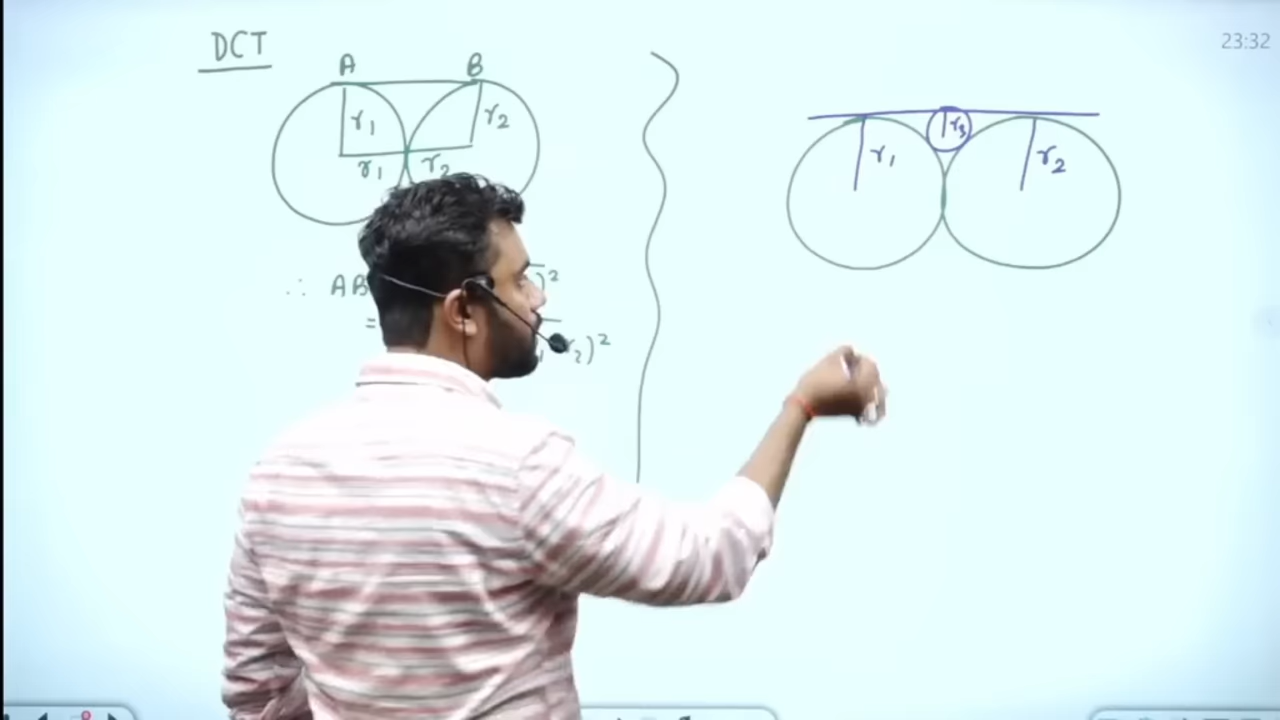 DCT
A B
r₁ r₂
r₁ r₂
∴ AB )²
= r₂)²
23:32
r₃
r₁ r₂